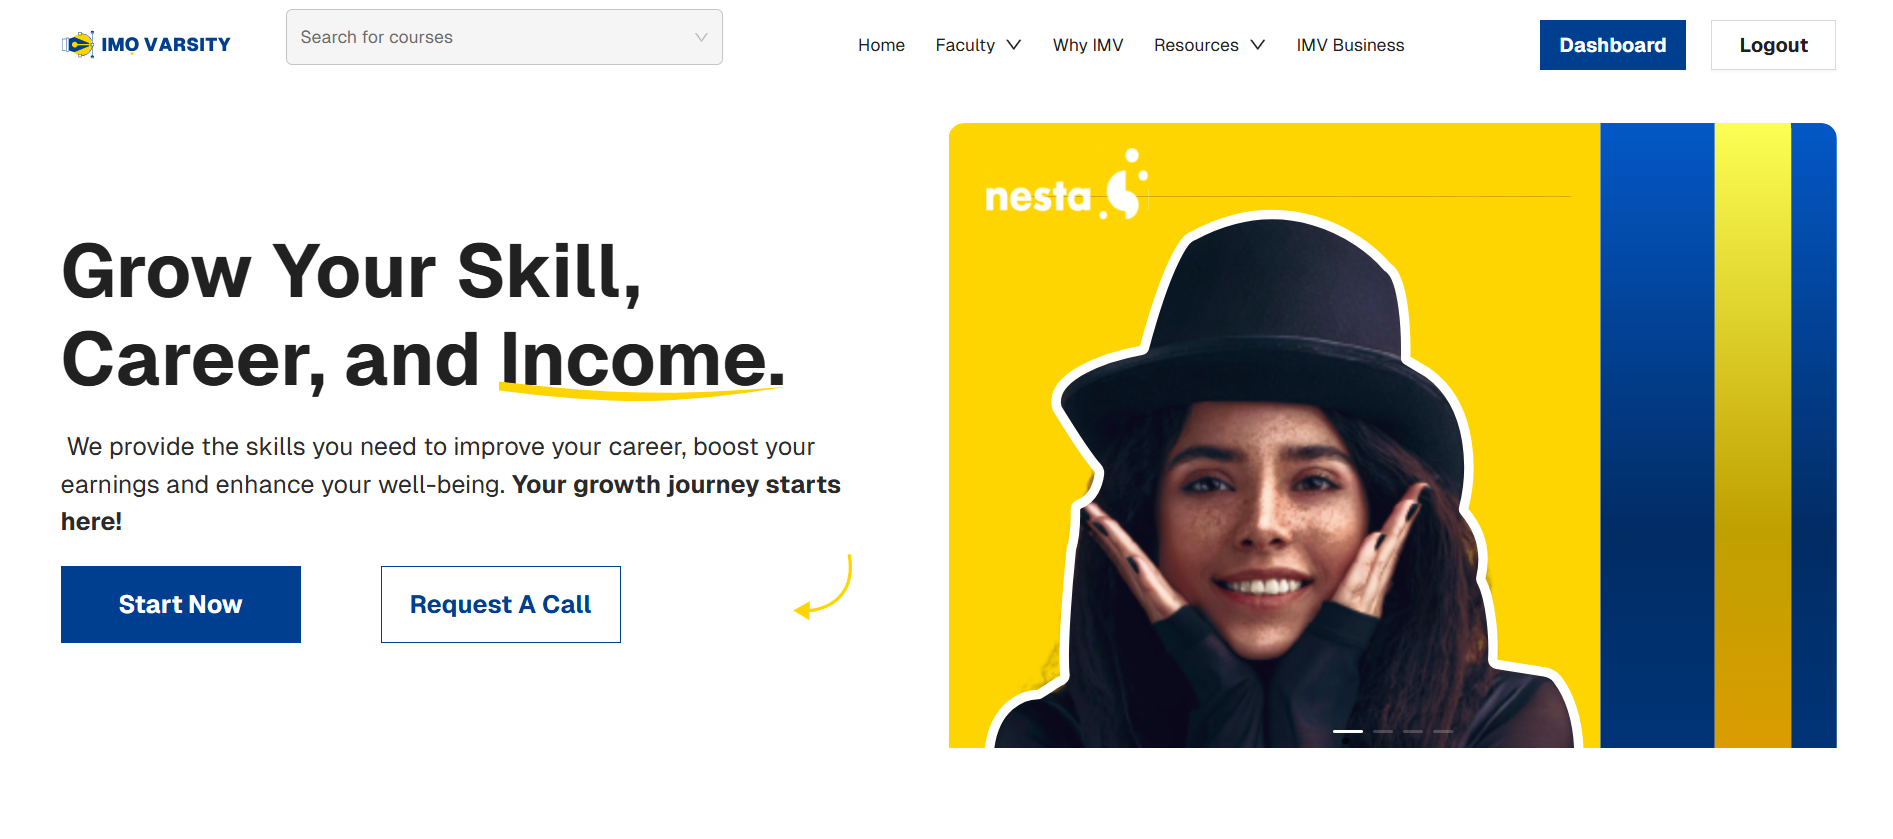 IMO VARSITY
Search for courses
Home
Faculty
Why IMV
Resources
IMV Business
Dashboard
Logout
nesta
Grow Your Skill,
Career, and Income.
We provide the skills you need to improve your career, boost your
earnings and enhance your well-being. Your growth journey starts
here!
Start Now
Request A Call